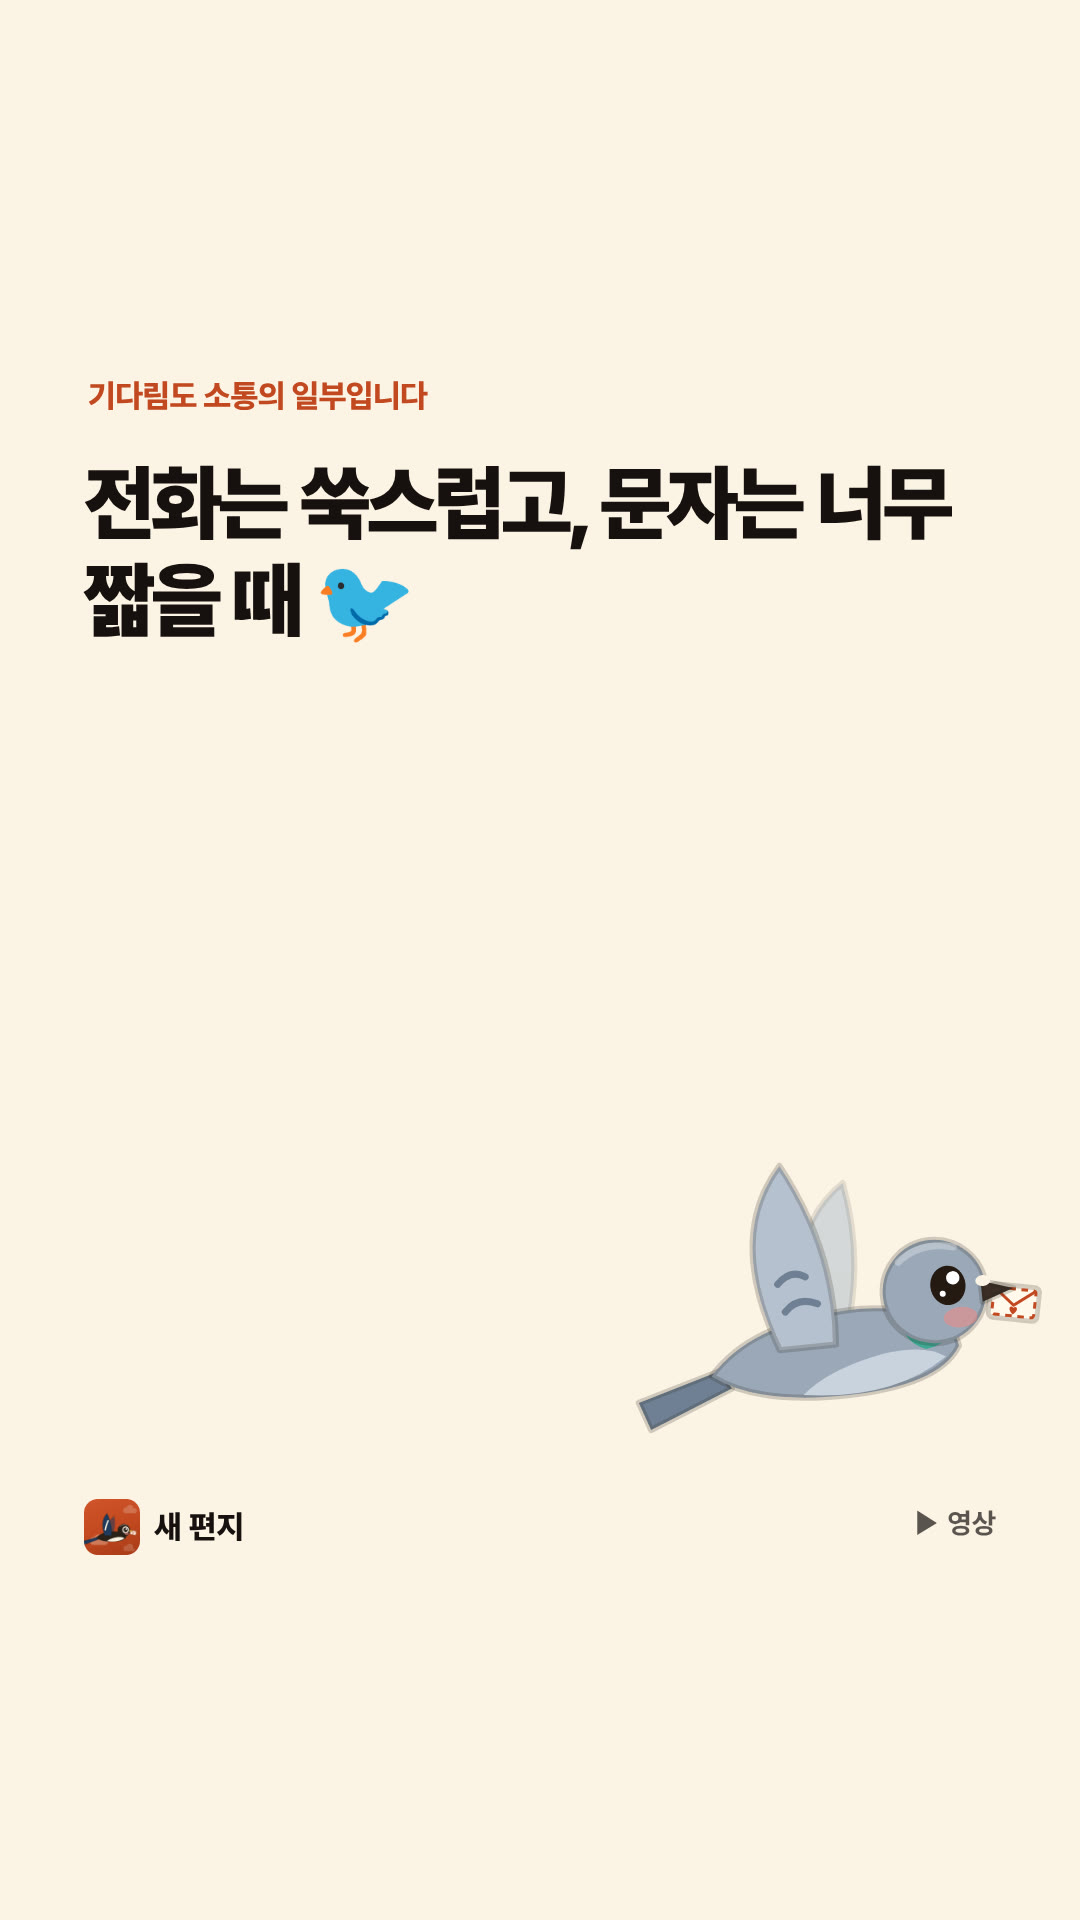 기다림도 소통의 일부입니다
전화는 쑥스럽고, 문자는 너무
짧을 때 🐦
새 편지
▶ 영상